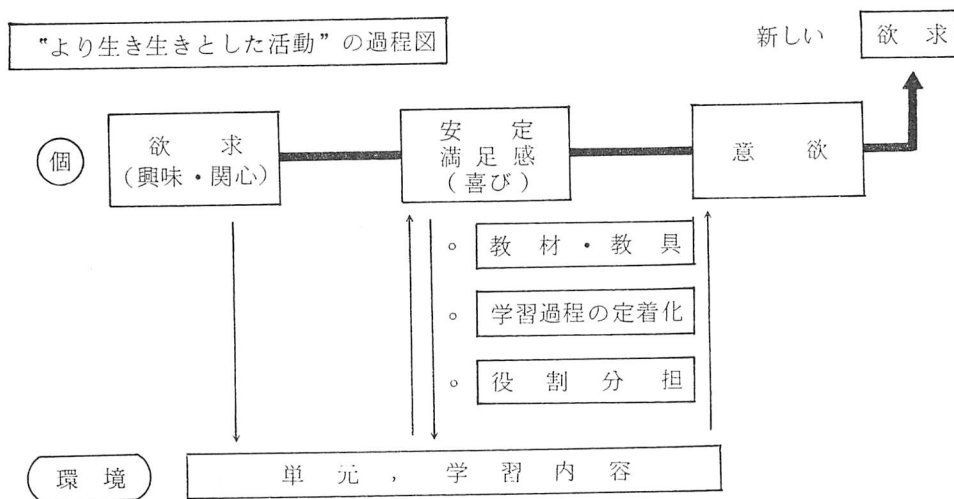 “より生き生きとした活動”の過程図
新しい 欲求
個
欲求
(興味・関心)
安定
満足感
(喜び)
意欲
。教材・教具
。学習過程の定着化
。役割分担
環境
単元，学習内容